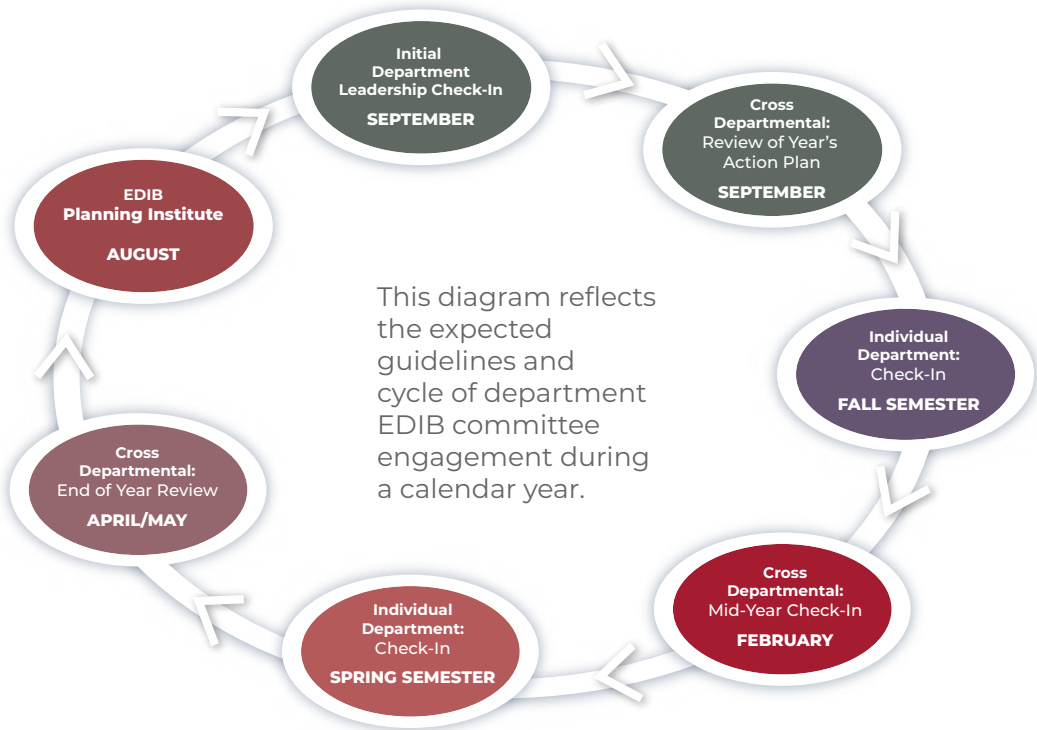 Initial
Department
Leadership Check-In
SEPTEMBER
Cross
Departmental:
Review of Year's
Action Plan
SEPTEMBER
EDIB
Planning Institute
AUGUST
This diagram reflects
the expected
guidelines and
cycle of department
EDIB committee
engagement during
a calendar year.
Individual
Department:
Check-In
FALL SEMESTER
Cross
Departmental:
End of Year Review
APRIL/MAY
Cross
Departmental:
Mid-Year Check-In
FEBRUARY
Individual
Department:
Check-In
SPRING SEMESTER